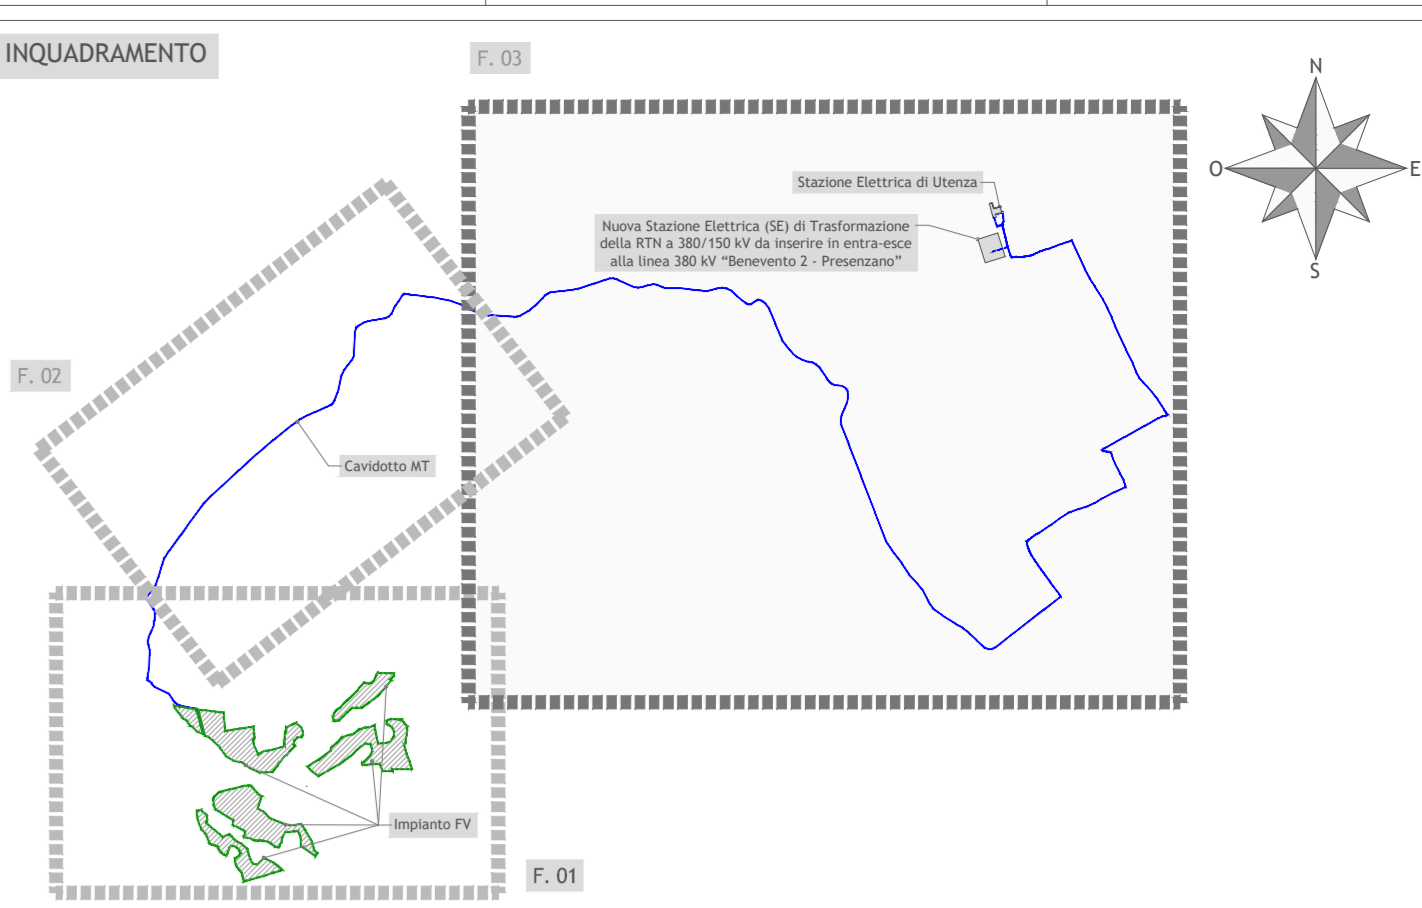 INQUADRAMENTO
F. 03
N
O
E
S
Stazione Elettrica di Utenza
Nuova Stazione Elettrica (SE) di Trasformazione
della RTN a 380/150 kV da inserire in entra-esce
alla linea 380 kV “Benevento 2 - Presenzano”
F. 02
Cavidotto MT
Impianto FV
F. 01